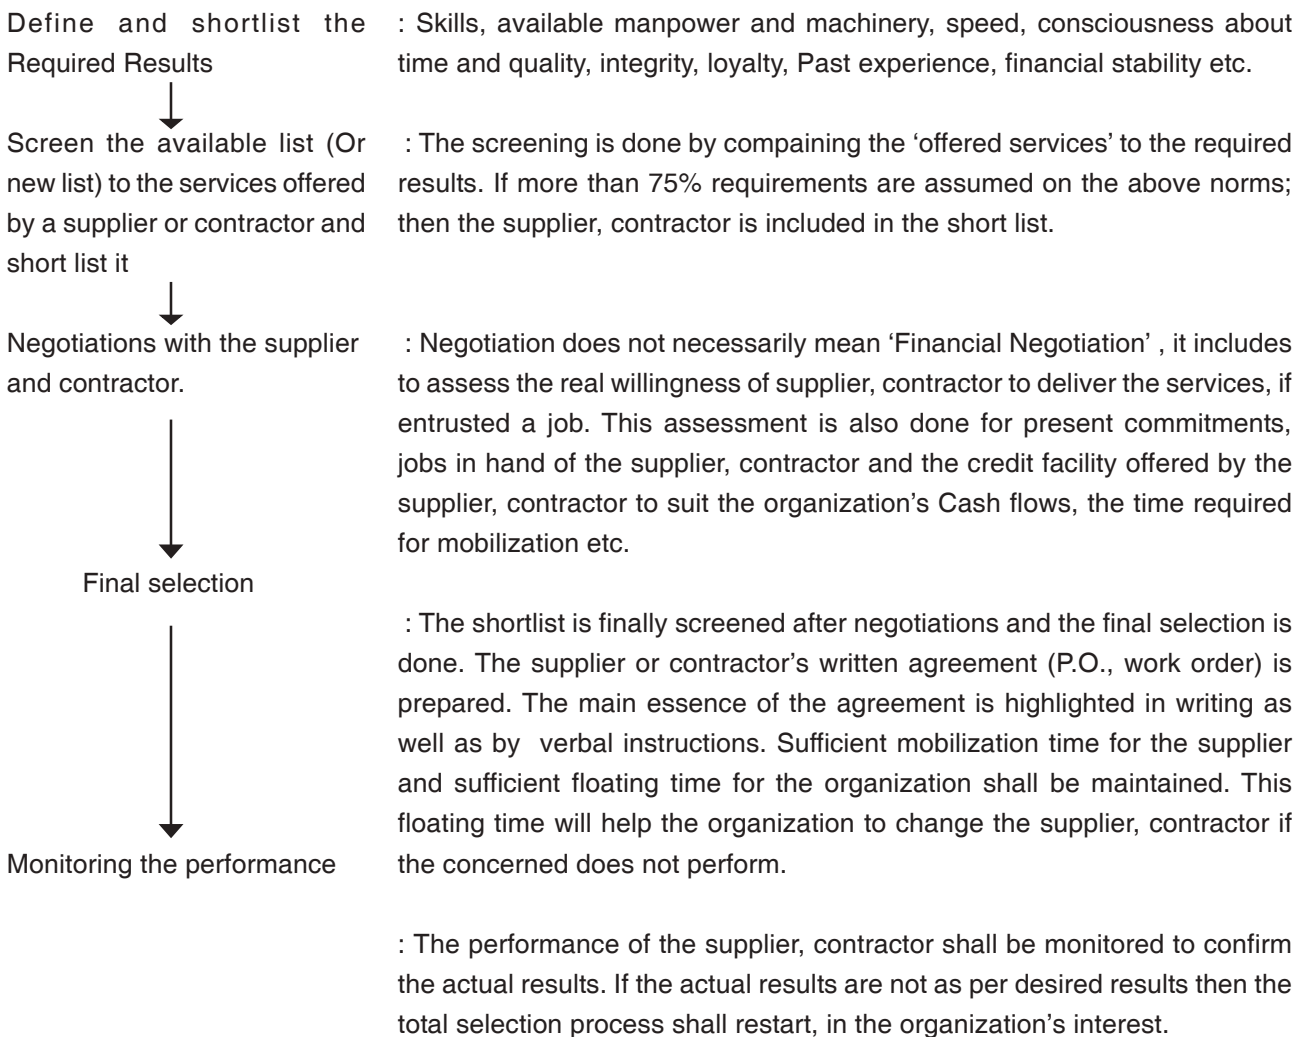 Define and shortlist the
Required Results
: Skills, available manpower and machinery, speed, consciousness about
time and quality, integrity, loyalty, Past experience, financial stability etc.
Screen the available list (Or
new list) to the services offered
by a supplier or contractor and
short list it
: The screening is done by compaining the ‘offered services’ to the required
results. If more than 75% requirements are assumed on the above norms;
then the supplier, contractor is included in the short list.
Negotiations with the supplier
and contractor.
: Negotiation does not necessarily mean ‘Financial Negotiation’ , it includes
to assess the real willingness of supplier, contractor to deliver the services, if
entrusted a job. This assessment is also done for present commitments,
jobs in hand of the supplier, contractor and the credit facility offered by the
supplier, contractor to suit the organization’s Cash flows, the time required
for mobilization etc.
Final selection
: The shortlist is finally screened after negotiations and the final selection is
done. The supplier or contractor’s written agreement (P.O., work order) is
prepared. The main essence of the agreement is highlighted in writing as
well as by verbal instructions. Sufficient mobilization time for the supplier
and sufficient floating time for the organization shall be maintained. This
floating time will help the organization to change the supplier, contractor if
the concerned does not perform.
Monitoring the performance
: The performance of the supplier, contractor shall be monitored to confirm
the actual results. If the actual results are not as per desired results then the
total selection process shall restart, in the organization’s interest.